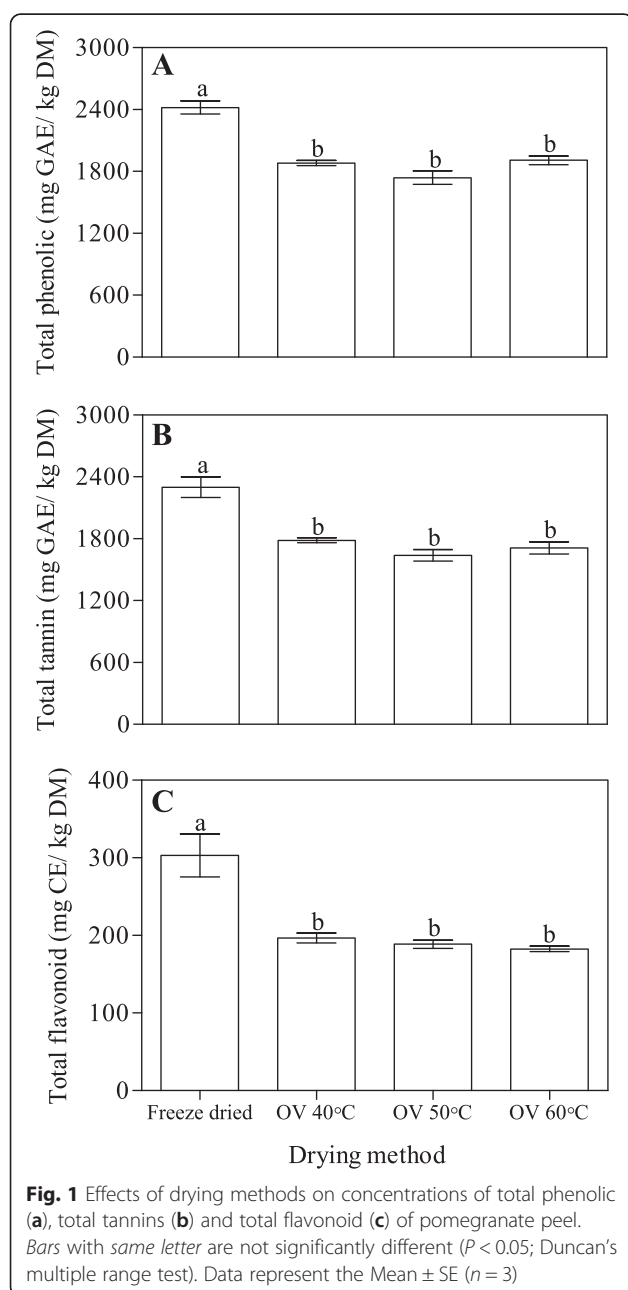 A
Total phenolic (mg GAE/ kg DM)
3000
2400
1800
1200
600
0
a
b
b
b
B
Total tannin (mg GAE/ kg DM)
3000
2400
1800
1200
600
0
a
b
b
b
C
Total flavonoid (mg CE/ kg DM)
400
300
200
100
0
a
b
b
b
Freeze dried OV 40°C OV 50°C OV 60°C
Drying method
Fig. 1 Effects of drying methods on concentrations of total phenolic
(a), total tannins (b) and total flavonoid (c) of pomegranate peel.
Bars with same letter are not significantly different (P < 0.05; Duncan's
multiple range test). Data represent the Mean ± SE (n = 3)